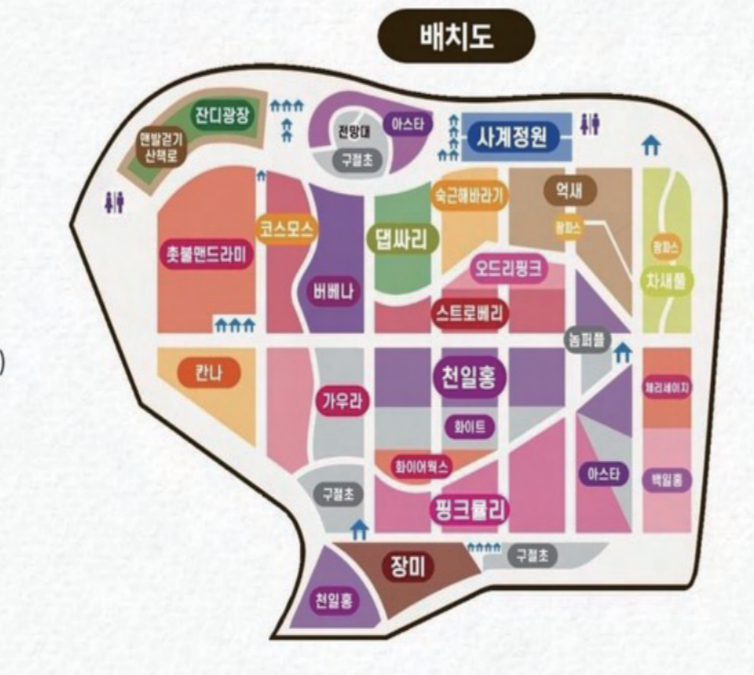 배치도
잔디광장
맨발걷기
산책로
전망대
아스타
구절초
사계정원
촛불맨드라미
코스모스
버베나
댑싸리
숙근해바라기
억새
팜파스
팜파스
차새풀
오드리핑크
스트로베리
농퍼플
칸나
가우라
천일홍
화이트
체리세이지
화이어웍스
구절초
핑크뮬리
아스타
백일홍
장미
구절초
천일홍
)